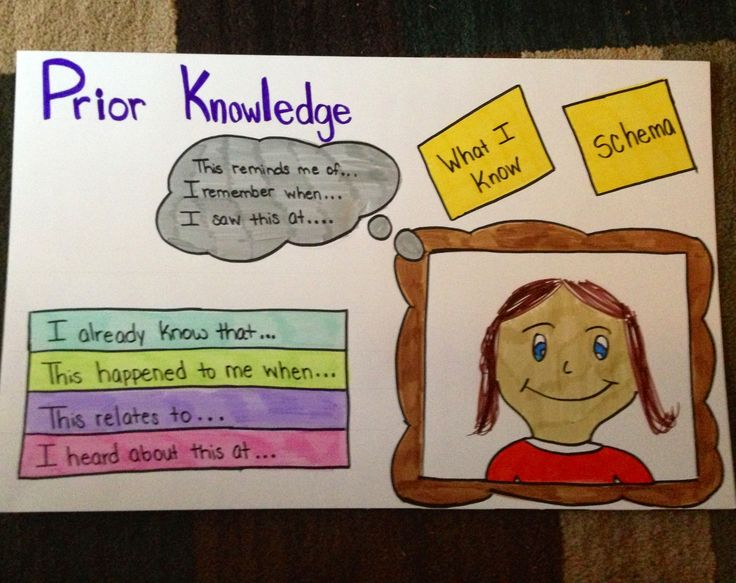 Prior Knowledge
This reminds me of...
I remember when...
I saw this at....
What I
Know
Schema
I already know that...
This happened to me when...
This relates to...
I heard about this at...